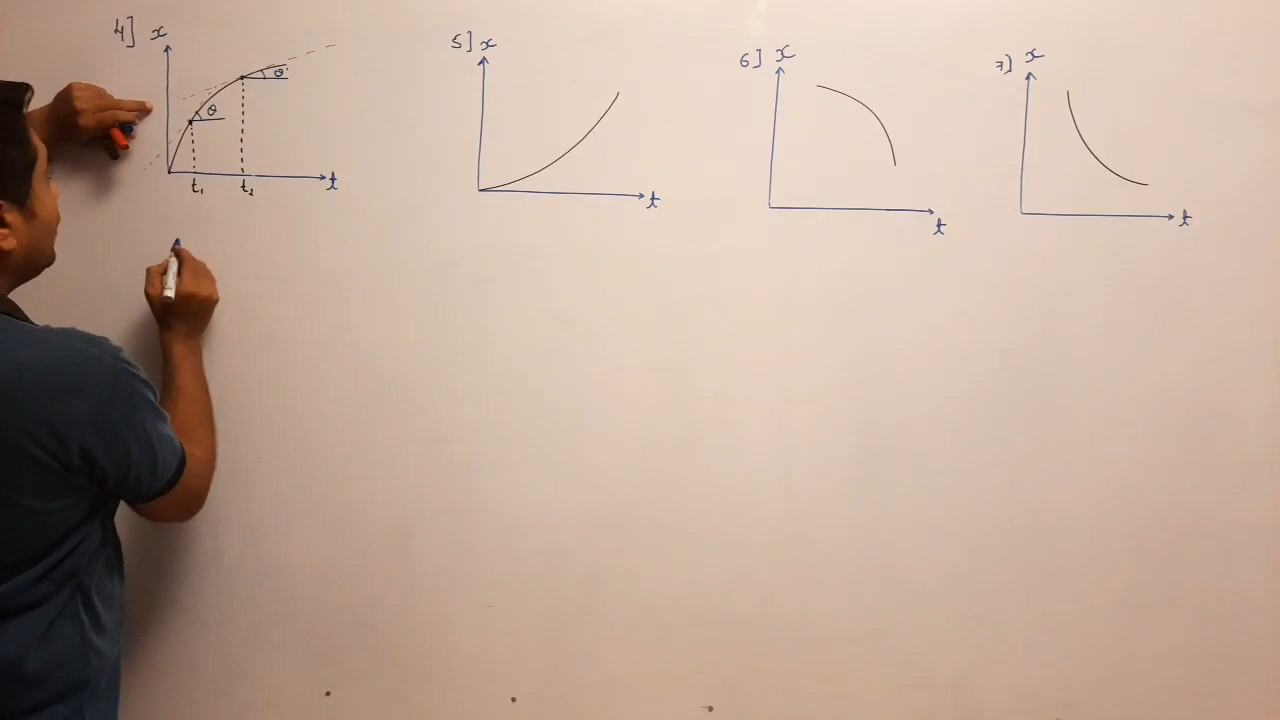 4] x
θ
θ'
t₁ t₂ t
5] x
t
6] x
t
7] x
t